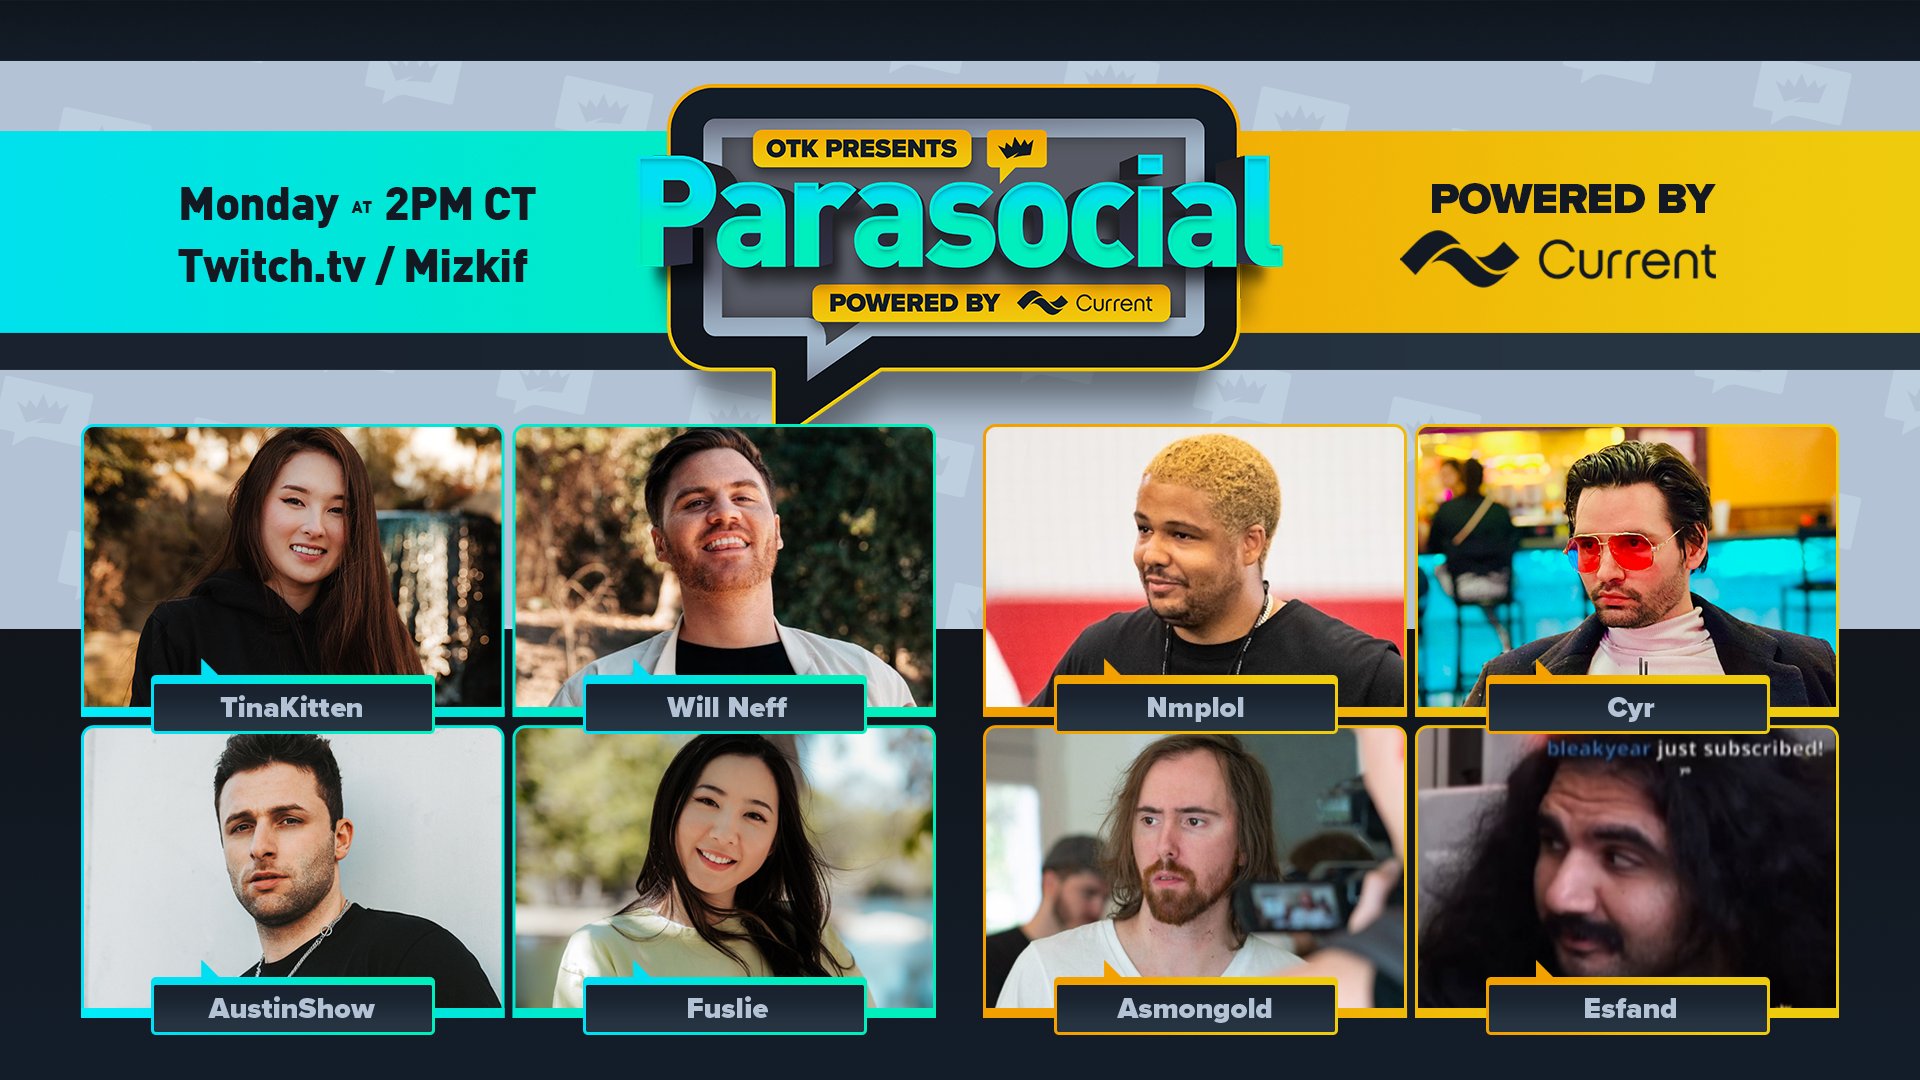 OTK PRESENTS
Parasocial
POWERED BY Current
Monday AT 2PM CT
Twitch.tv / Mizkif
POWERED BY
Current
TinaKitten
Will Neff
Nmplol
Cyr
bleakyear just subscribed!
AustinShow
Fuslie
Asmongold
Esfand